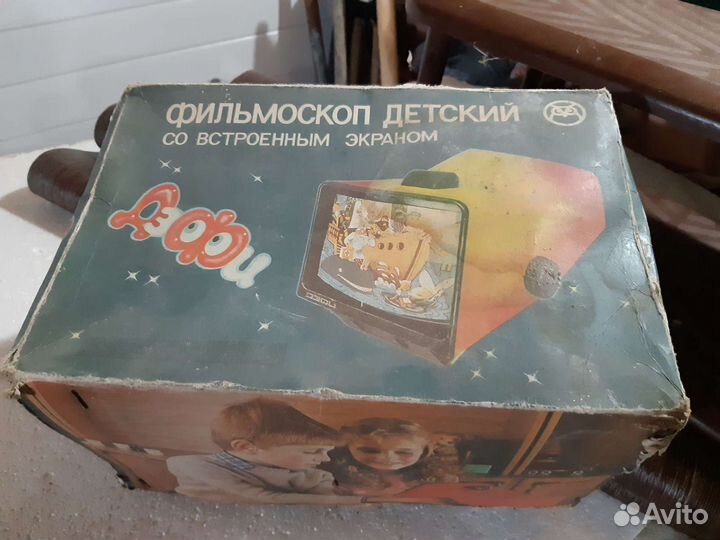 ФИЛЬМОСКОП ДЕТСКИЙ
СО ВСТРОЕННЫМ ЭКРАНОМ
Дефи
Avito